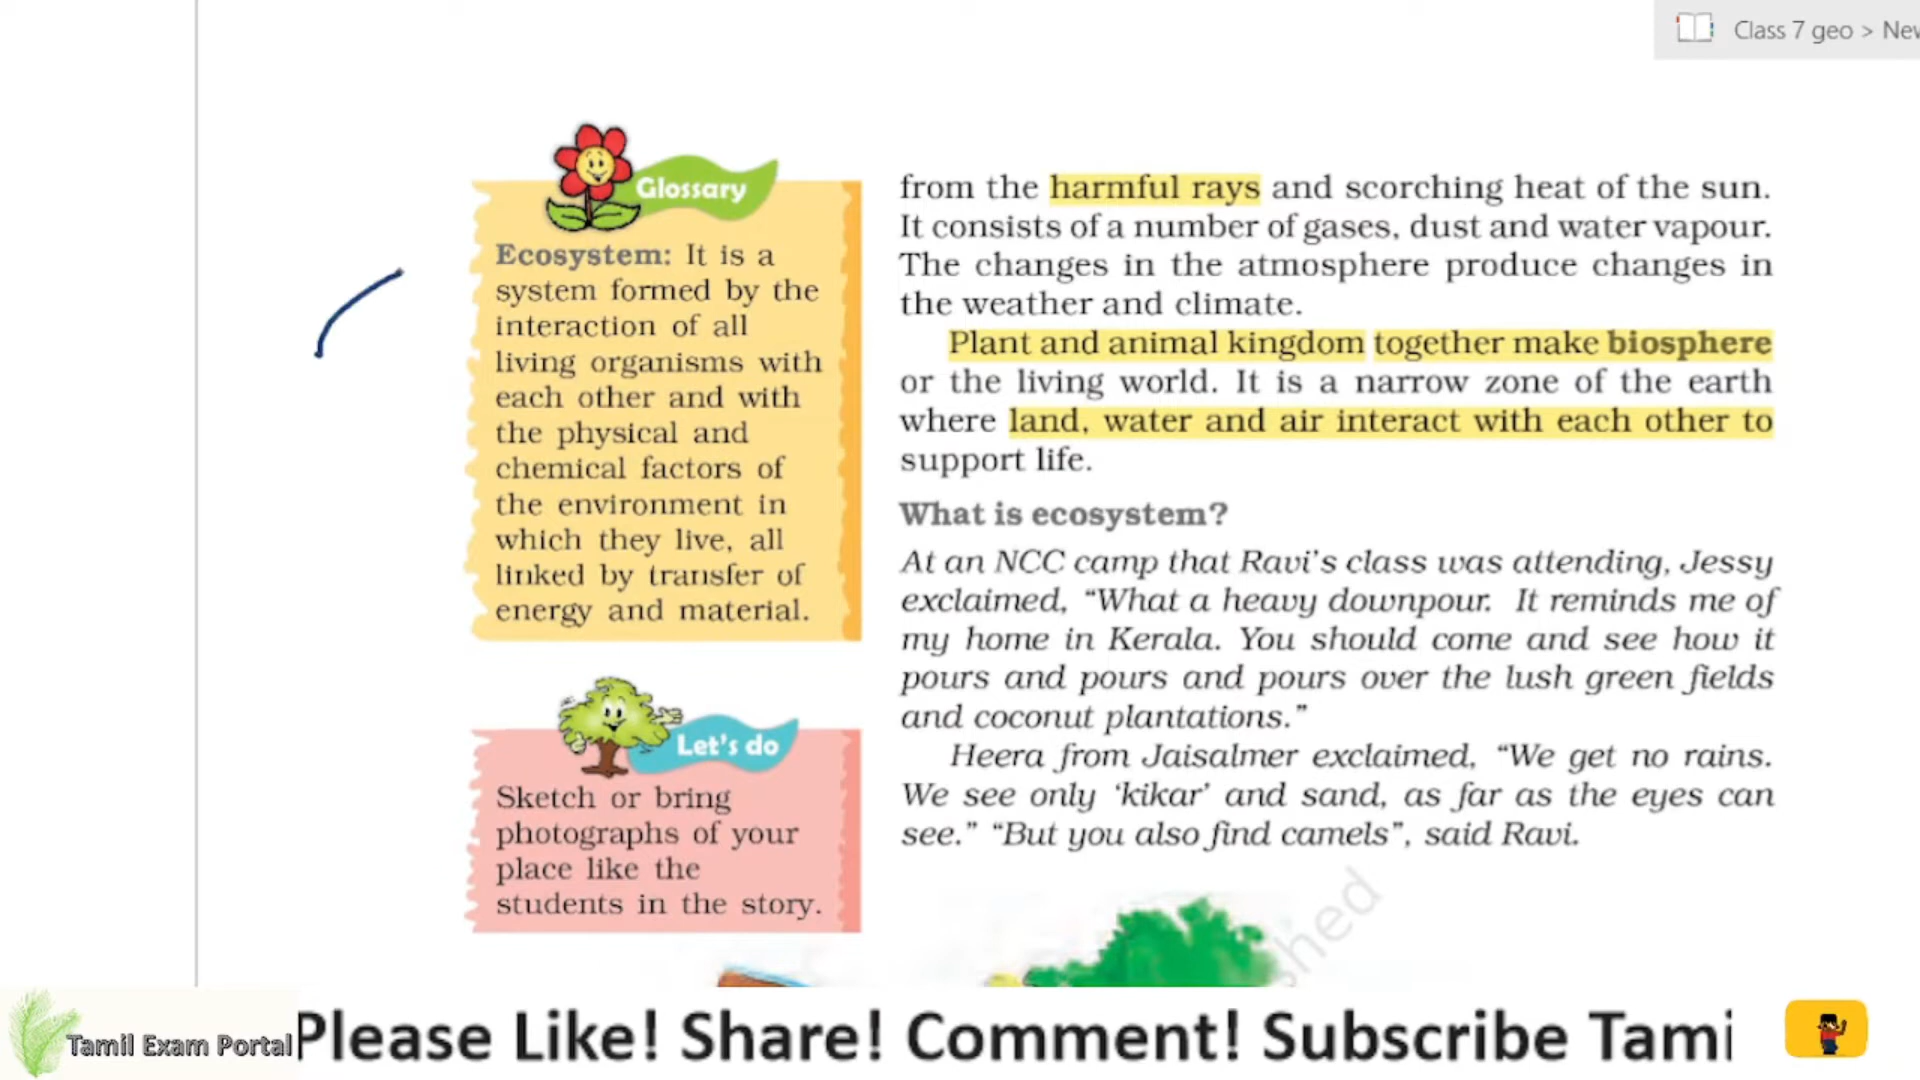 Class 7 geo >
Glossary
Ecosystem: It is a
system formed by the
interaction of all
living organisms with
each other and with
the physical and
chemical factors of
the environment in
which they live, all
linked by transfer of
energy and material.
Let's do
Sketch or bring
photographs of your
place like the
students in the story.
from the harmful rays and scorching heat of the sun.
It consists of a number of gases, dust and water vapour.
The changes in the atmosphere produce changes in
the weather and climate.
Plant and animal kingdom together make biosphere
or the living world. It is a narrow zone of the earth
where land, water and air interact with each other to
support life.
What is ecosystem?
At an NCC camp that Ravi's class was attending, Jessy
exclaimed, “What a heavy downpour. It reminds me of
my home in Kerala. You should come and see how it
pours and pours and pours over the lush green fields
and coconut plantations.”
Heera from Jaisalmer exclaimed, “We get no rains.
We see only ‘kikar’ and sand, as far as the eyes can
see.” “But you also find camels”, said Ravi.
Tamil Exam Portal
Please Like! Share! Comment! Subscribe Tami